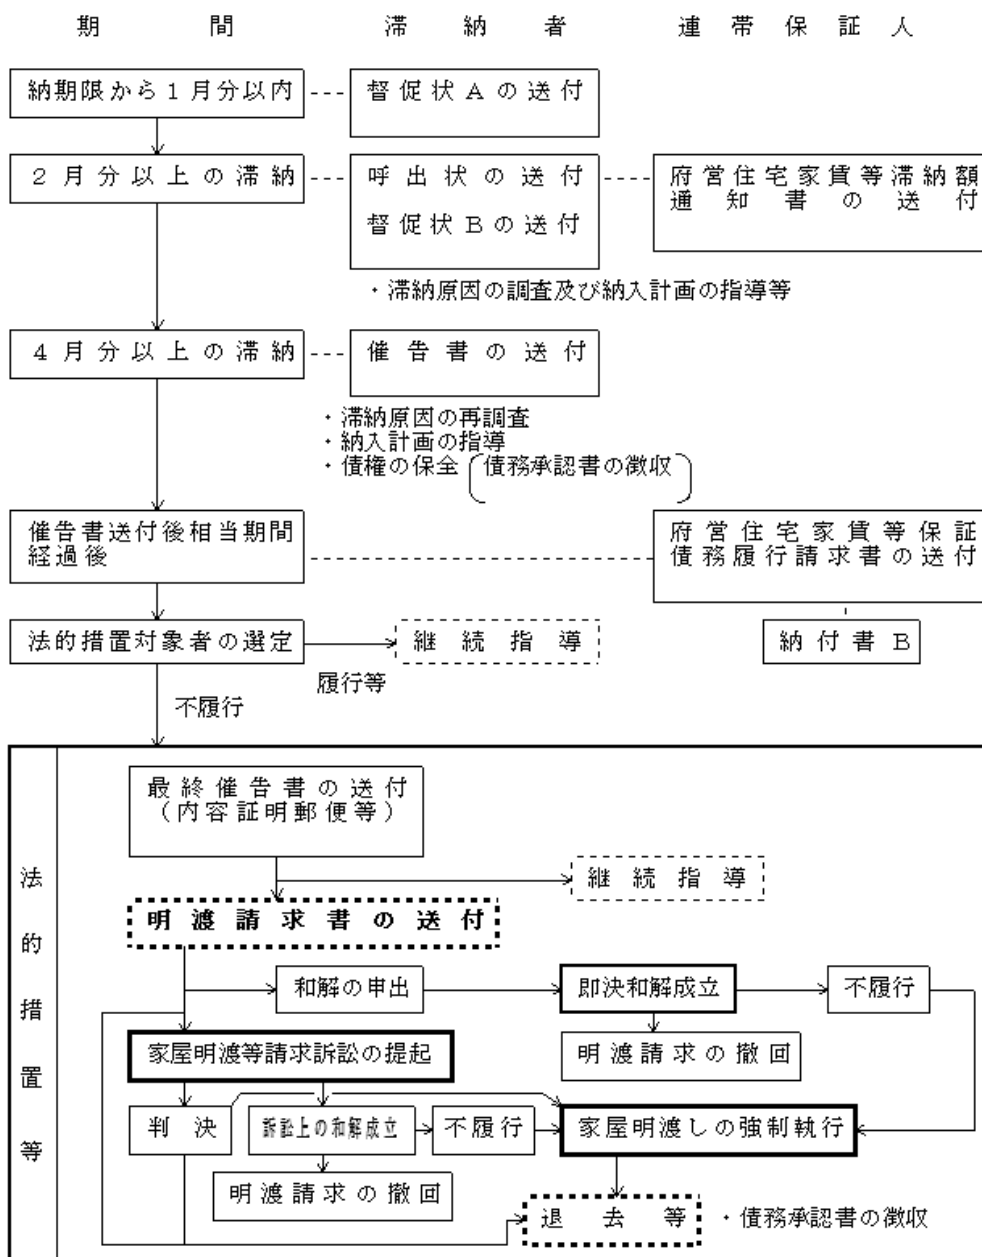 期間 滞納者 連帯保証人
納期限から1月分以内 督促状Aの送付
2月分以上の滞納 呼出状の送付 府営住宅家賃等滞納額
通知書の送付
督促状Bの送付
・滞納原因の調査及び納入計画の指導等
4月分以上の滞納 催告書の送付
・滞納原因の再調査
・納入計画の指導
・債権の保全(債務承認書の徴収)
催告書送付後相当期間 府営住宅家賃等保証
経過後 債務履行請求書の送付
法的措置対象者の選定 継続指導 納付書B
履行等
不履行
法的措置等
最終催告書の送付
(内容証明郵便等)
継続指導
明渡請求書の送付
和解の申出 即決和解成立 不履行
家屋明渡等請求訴訟の提起 明渡請求の撤回
判決 訴訟上の和解成立 不履行 家屋明渡しの強制執行
明渡請求の撤回
退去等 ・債務承認書の徴収